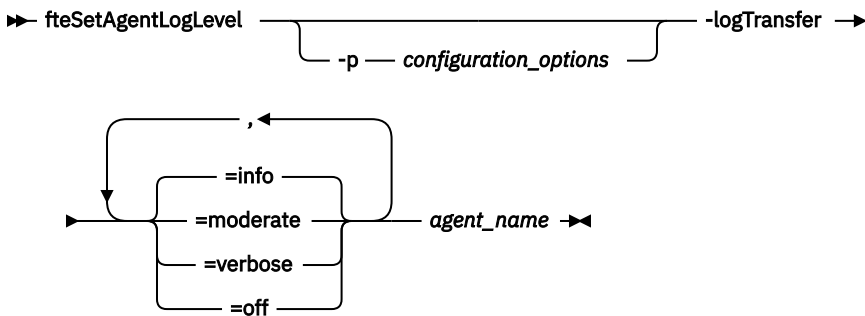 fteSetAgentLogLevel -logTransfer
-p configuration_options
,
=info
=moderate agent_name
=verbose
=off